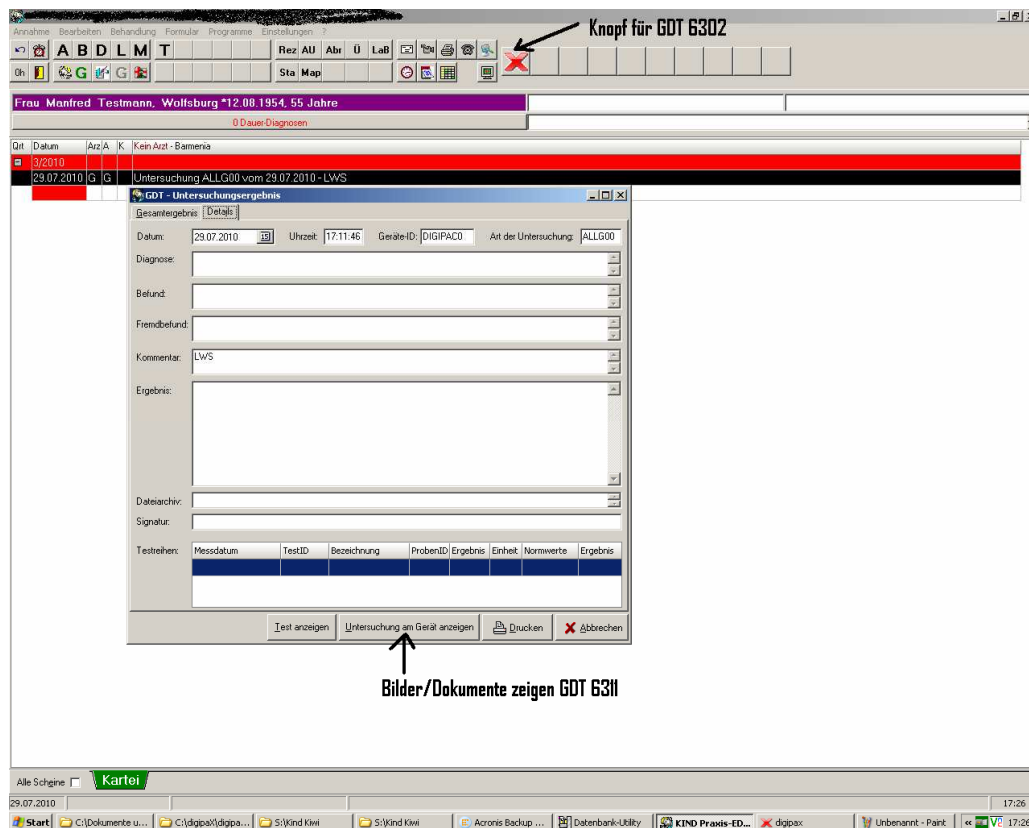 Annahme Bearbeiten Behandlung Formular Programme Einstellungen ?
Knopf für GDT 6302
A B D L M T Rez AU Abr Ü LaB
0h G G Sta Map
Frau Manfred Testmann, Wolfsburg *12.08.1954, 55 Jahre
0 Dauer-Diagnosen
Qrt Datum Arz A K Kein Arzt - Barmenia
3/2010
29.07.2010 G G Untersuchung ALLG00 vom 29.07.2010 - LWS
GDT - Untersuchungsergebnis
Gesamtergebnis Details
Datum: 29.07.2010 15 Uhrzeit: 17:11:46 Geräte-ID: DIGIPAC0 Art der Untersuchung: ALLG00
Diagnose:
Befund:
Fremdbefund:
Kommentar: LWS
Ergebnis:
Dateiarchiv:
Signatur:
Testreihen: Messdatum TestID Bezeichnung ProbenID Ergebnis Einheit Normwerte Ergebnis
Test anzeigen Untersuchung am Gerät anzeigen Drucken Abbrechen
Bilder/Dokumente zeigen GDT 6311
Alle Scheine Kartei
29.07.2010 17:26
Start C:\Dokumente u... C:\digipaX\digipa... S:\Kind Kiwi S:\Kind Kiwi Acronis Backup ... Datenbank-Utility KIND Praxis-ED... digipax Unbenannt - Paint « 17:26